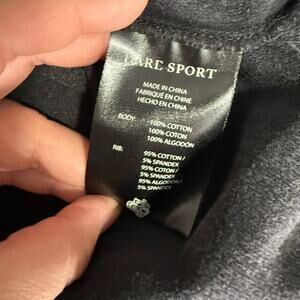 SPORT
MADE IN CHINA
FABRIQUÉ EN CHINE
HECHO EN CHINA
BODY: 100% COTTON
100% COTON
100% ALGODÓN
RIB: 95% COTTON /
5% SPANDEX
95% COTON /
5% SPANDEX
95% ALGODÓN /
5% SPANDEX